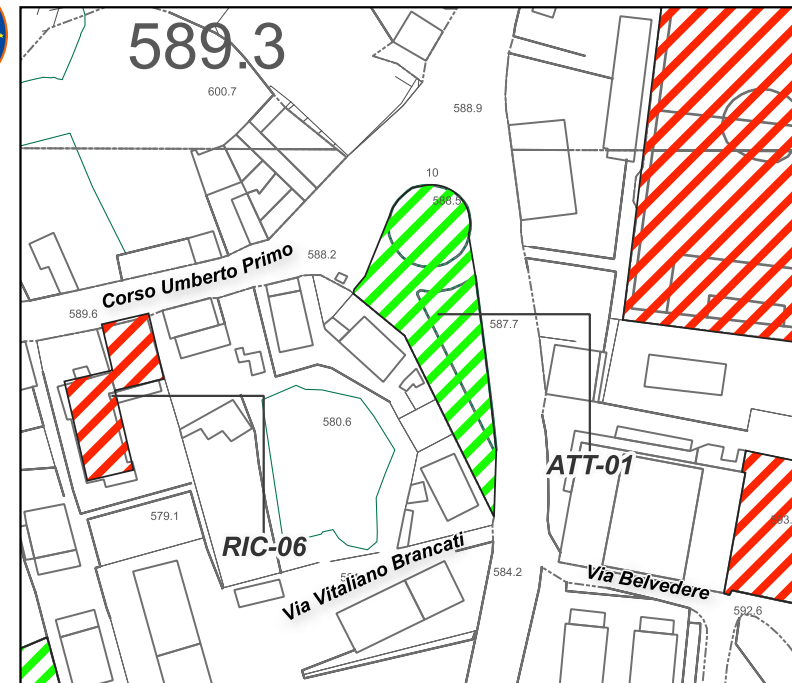 589.3
600.7
588.9
10
588.5
588.2
Corso Umberto Primo
589.6
587.7
580.6
ATT-01
579.1
RIC-06
Via Vitaliano Brancati
584.2
Via Belvedere
592.6